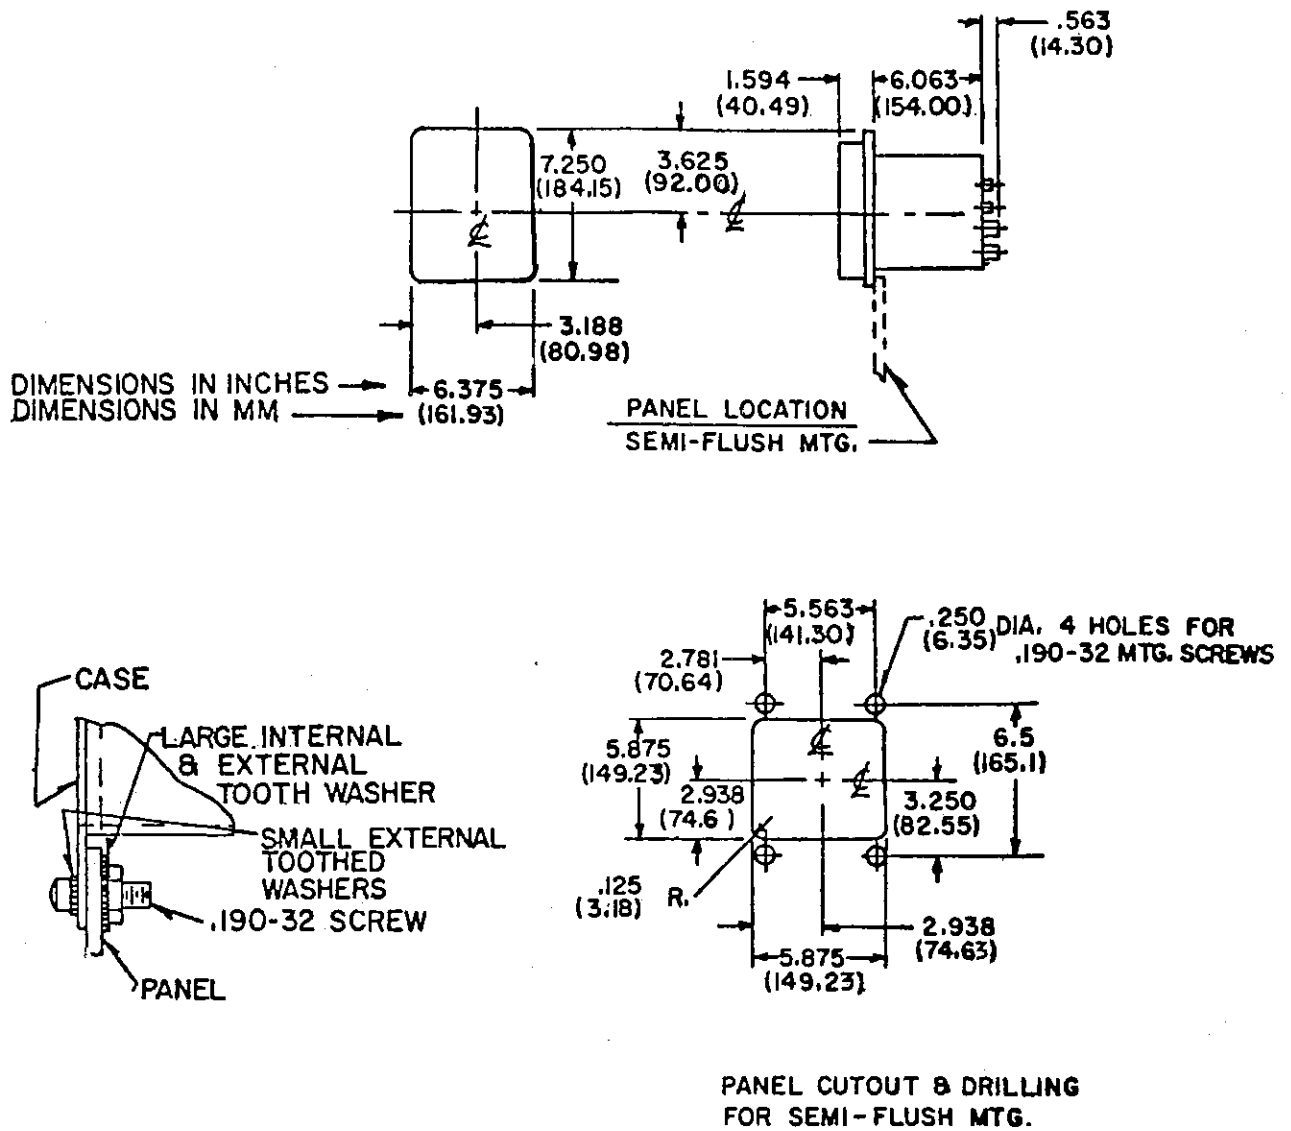 .563
(14.30)
1.594
(40.49)
6.063
(154.00)
7.250
(184.15)
3.625
(92.00)
℄
℄
3.188
(80.98)
DIMENSIONS IN INCHES
DIMENSIONS IN MM
6.375
(161.93)
PANEL LOCATION
SEMI-FLUSH MTG.
CASE
LARGE INTERNAL
& EXTERNAL
TOOTH WASHER
SMALL EXTERNAL
TOOTHED
WASHERS
.190-32 SCREW
PANEL
5.563
(141.30)
.250
(6.35)
DIA. 4 HOLES FOR
.190-32 MTG. SCREWS
2.781
(70.64)
5.875
(149.23)
℄
℄
6.5
(165.1)
2.938
(74.6)
3.250
(82.55)
.125
(3.18)
R.
2.938
(74.63)
5.875
(149.23)
PANEL CUTOUT & DRILLING
FOR SEMI-FLUSH MTG.